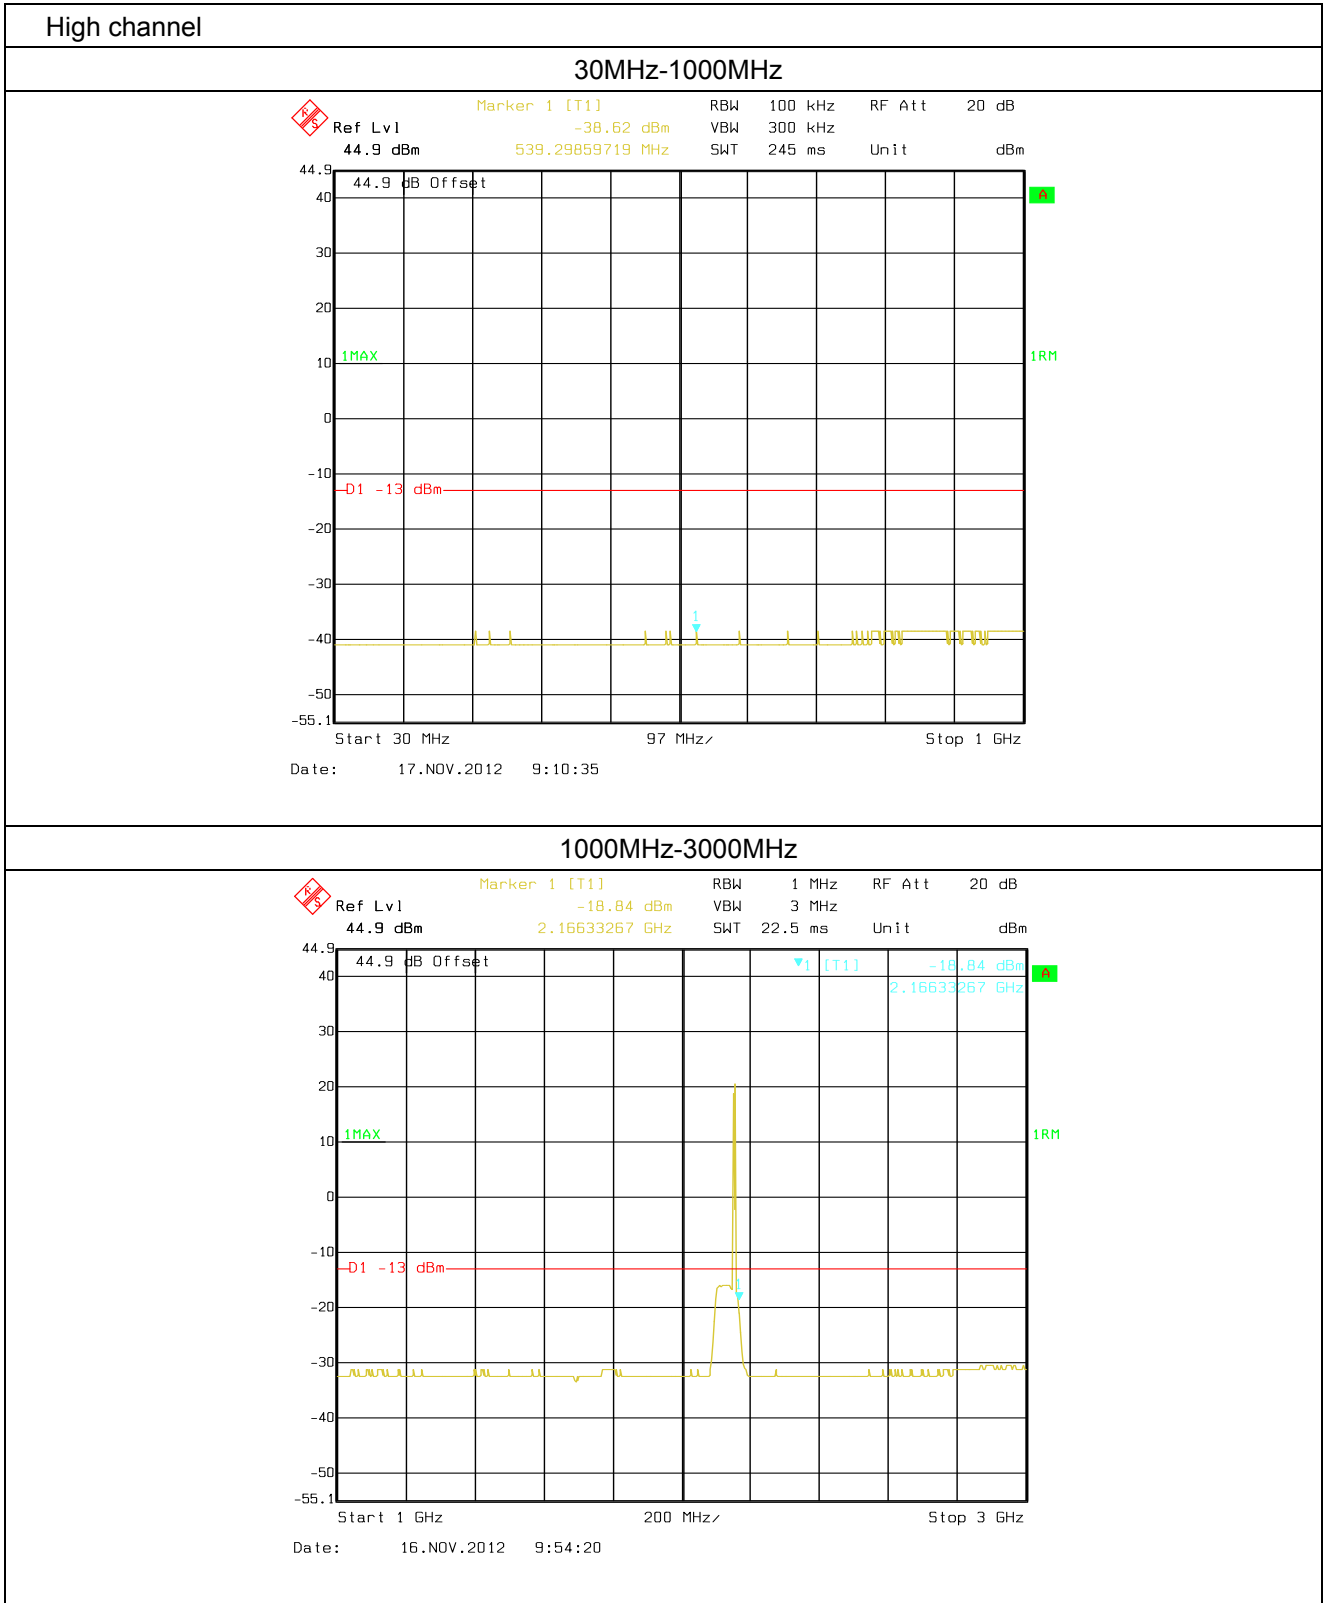 High channel
30MHz-1000MHz
R S
Marker 1 [T1] RBW 100 kHz RF Att 20 dB
Ref Lvl -38.62 dBm VBW 300 kHz
44.9 dBm 539.29859719 MHz SWT 245 ms Unit dBm
44.9
44.9 dB Offset
40
A
30
20
1MAX
1RM
10
0
-10
D1 -13 dBm
-20
-30
1
-40
-50
-55.1
Start 30 MHz 97 MHz/ Stop 1 GHz
Date: 17.NOV.2012 9:10:35
1000MHz-3000MHz
R S
Marker 1 [T1] RBW 1 MHz RF Att 20 dB
Ref Lvl -18.84 dBm VBW 3 MHz
44.9 dBm 2.16633267 GHz SWT 22.5 ms Unit dBm
44.9
44.9 dB Offset 1 [T1] -18.84 dBm
40
A
2.16633267 GHz
30
20
1MAX
1RM
10
0
-10
D1 -13 dBm
1
-20
-30
-40
-50
-55.1
Start 1 GHz 200 MHz/ Stop 3 GHz
Date: 16.NOV.2012 9:54:20